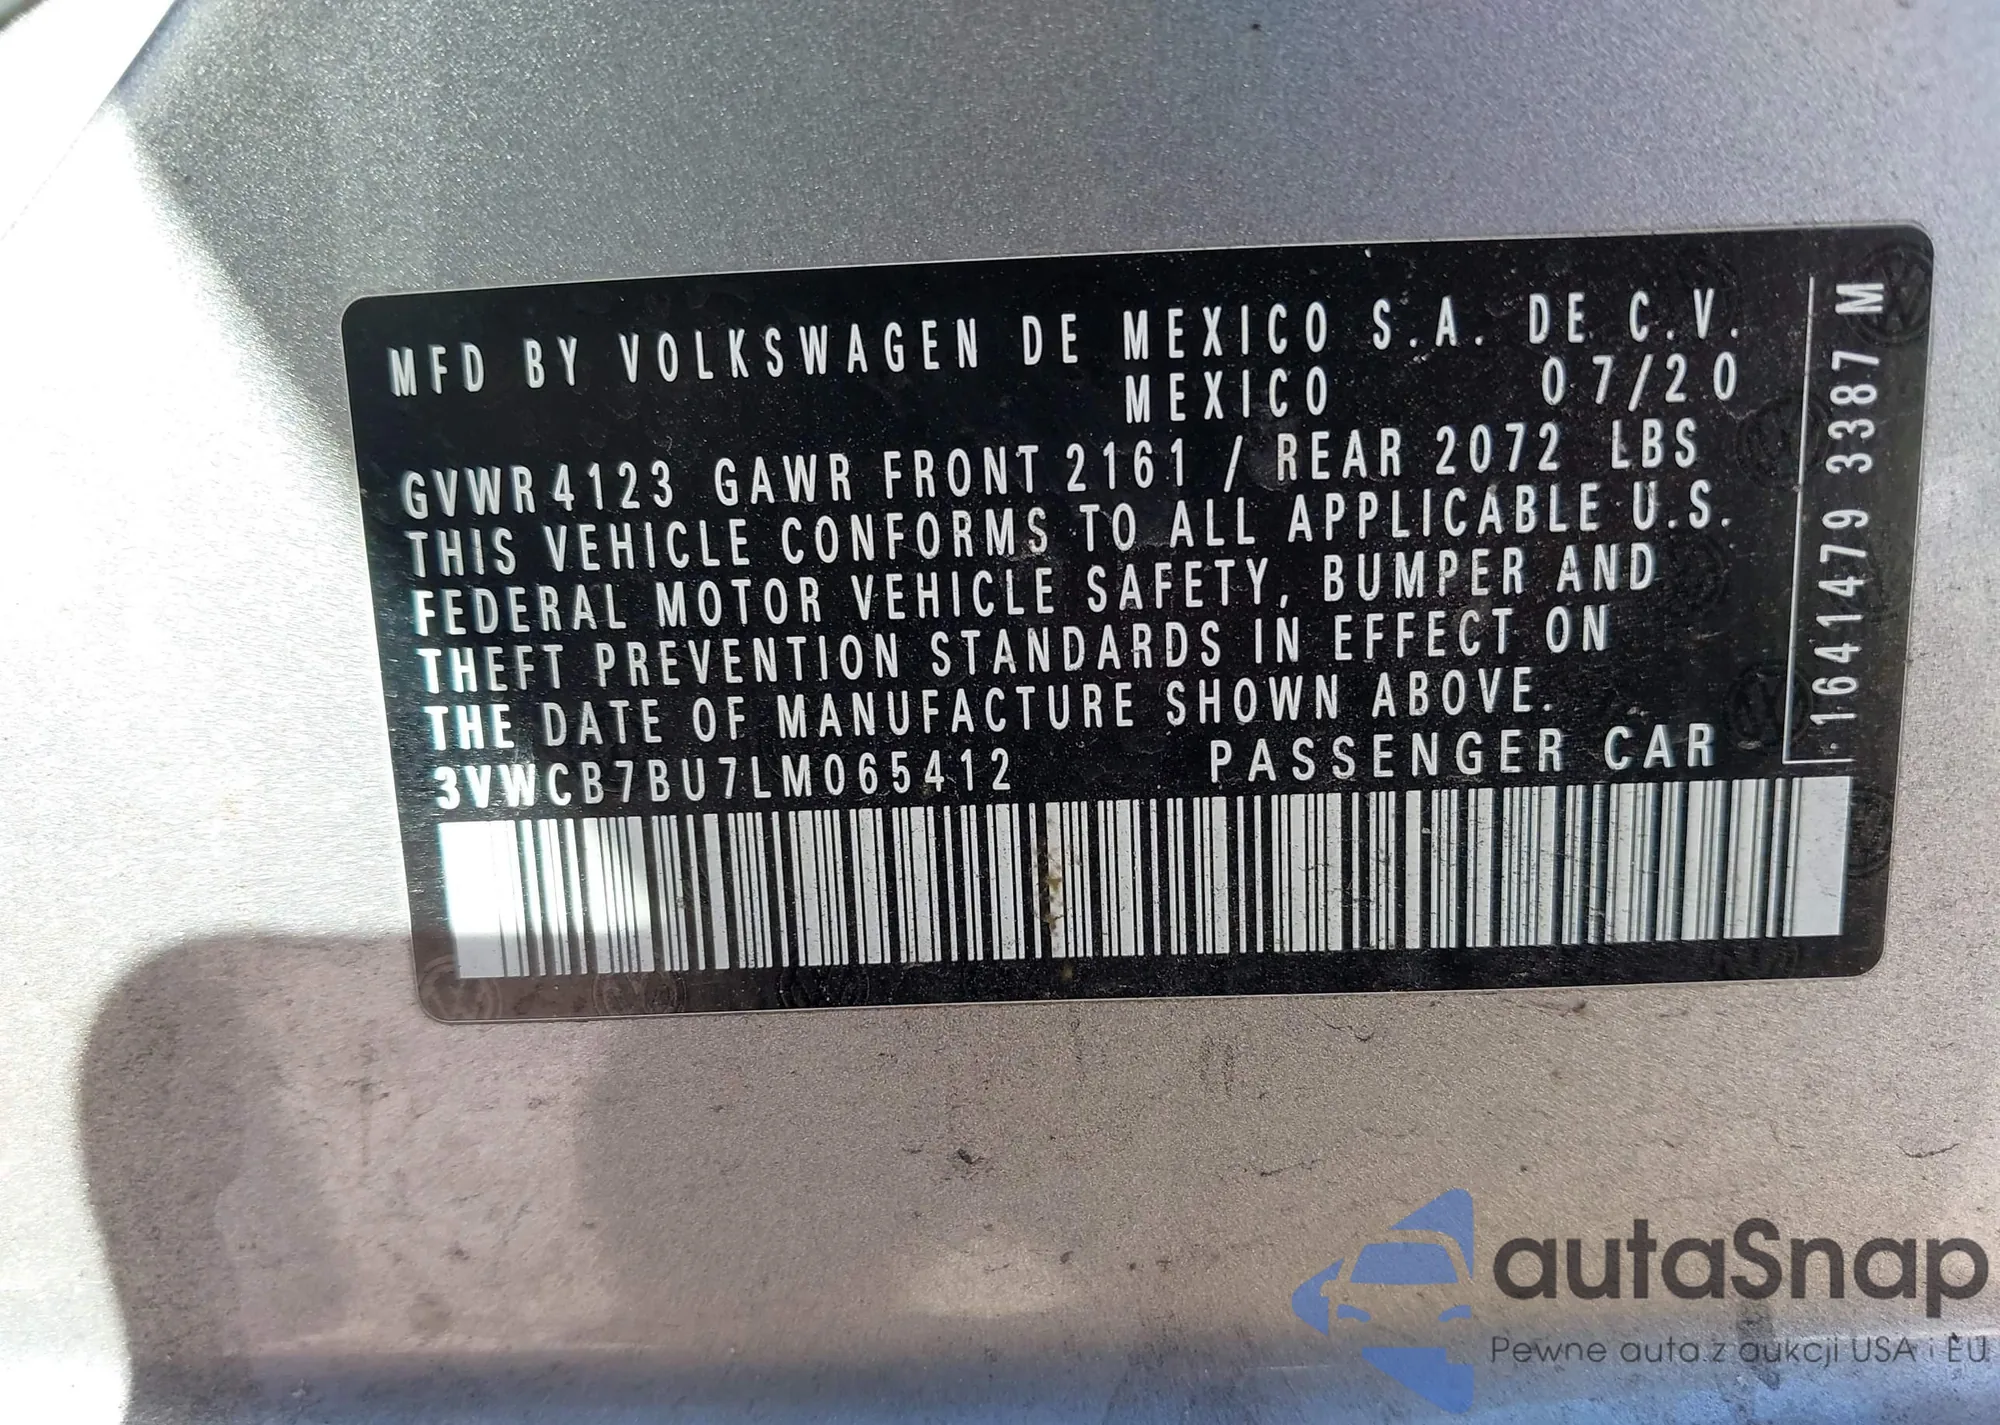 MFD BY VOLKSWAGEN DE MEXICO S.A. DE C.V.
MEXICO 07/20
GVWR 4123 GAWR FRONT 2161 / REAR 2072 LBS
THIS VEHICLE CONFORMS TO ALL APPLICABLE U.S.
FEDERAL MOTOR VEHICLE SAFETY, BUMPER AND
THEFT PREVENTION STANDARDS IN EFFECT ON
THE DATE OF MANUFACTURE SHOWN ABOVE.
3VWCB7BU7LM065412 PASSENGER CAR
1641479 3387 M
autaSnap
Pewne auta z aukcji USA i EU